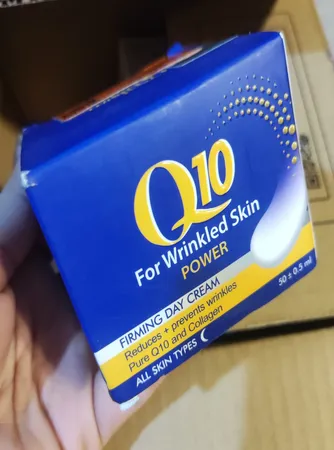 Q10
For Wrinkled Skin
POWER
FIRMING DAY CREAM
Reduces + prevents wrinkles
Pure Q10 and Collagen
ALL SKIN TYPES
50 ± 0.5 ml